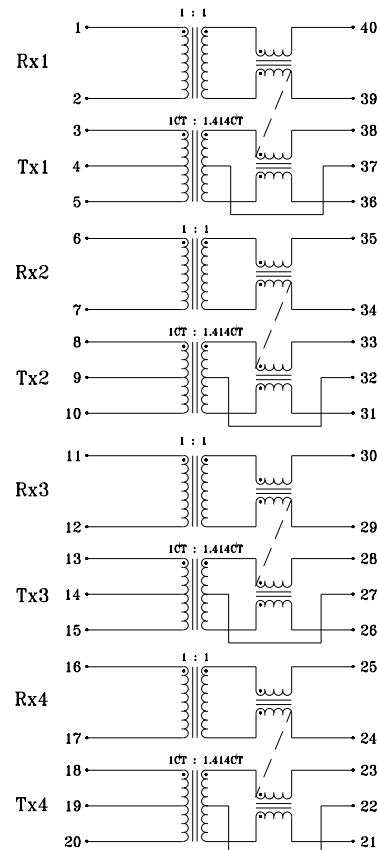 1 : 1
1 40
Rx1
2 39
1CT : 1.414CT
3 38
Tx1 4 37
5 36
1 : 1
6 35
Rx2
7 34
1CT : 1.414CT
8 33
Tx2 9 32
10 31
1 : 1
11 30
Rx3
12 29
1CT : 1.414CT
13 28
Tx3 14 27
15 26
1 : 1
16 25
Rx4
17 24
1CT : 1.414CT
18 23
Tx4 19 22
20 21